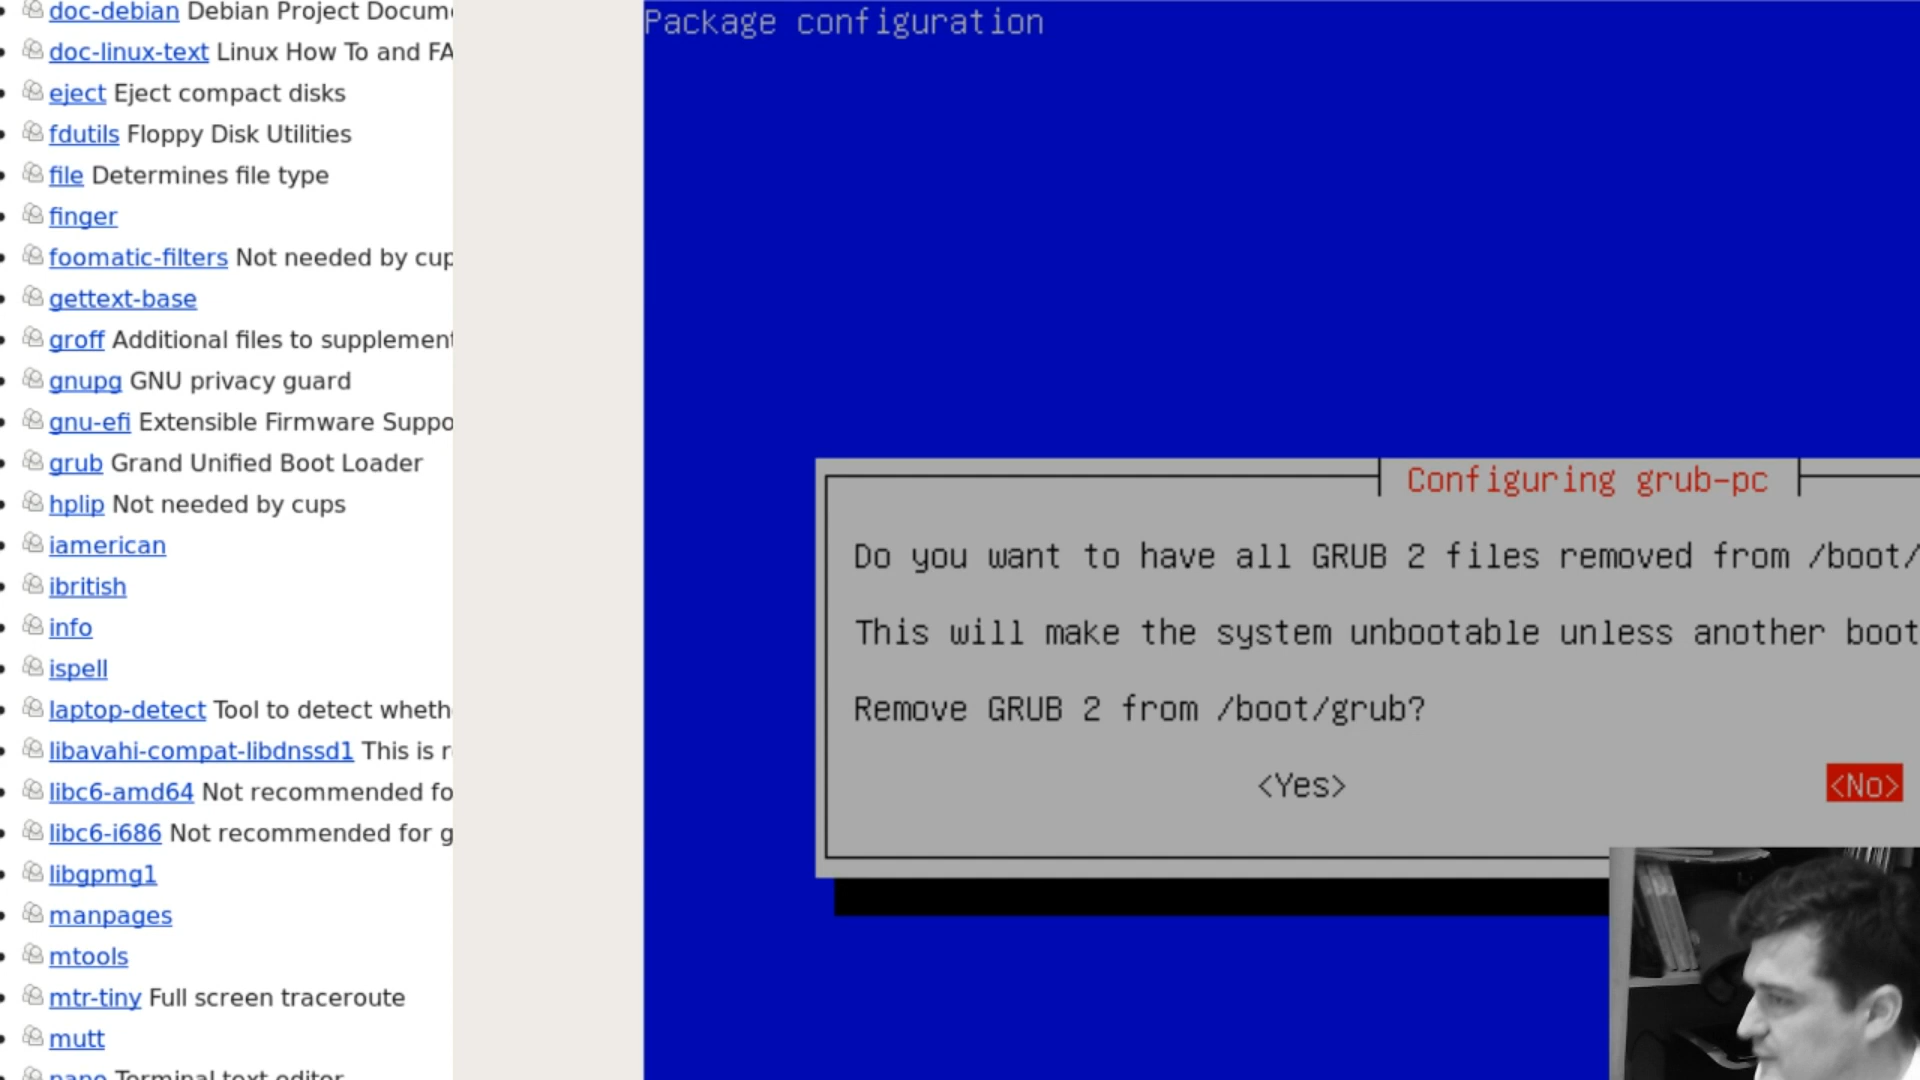 doc-debian Debian Project Docum
doc-linux-text Linux How To and FA
eject Eject compact disks
fdutils Floppy Disk Utilities
file Determines file type
finger
foomatic-filters Not needed by cup
gettext-base
groff Additional files to supplement
gnupg GNU privacy guard
gnu-efi Extensible Firmware Suppo
grub Grand Unified Boot Loader
hplip Not needed by cups
iamerican
ibritish
info
ispell
laptop-detect Tool to detect wheth
libavahi-compat-libdnssd1 This is r
libc6-amd64 Not recommended fo
libc6-i686 Not recommended for g
libgpmg1
manpages
mtools
mtr-tiny Full screen traceroute
mutt
nano Terminal text editor
Package configuration
Configuring grub-pc
Do you want to have all GRUB 2 files removed from /boot/
This will make the system unbootable unless another boot
Remove GRUB 2 from /boot/grub?
<Yes>
<No>